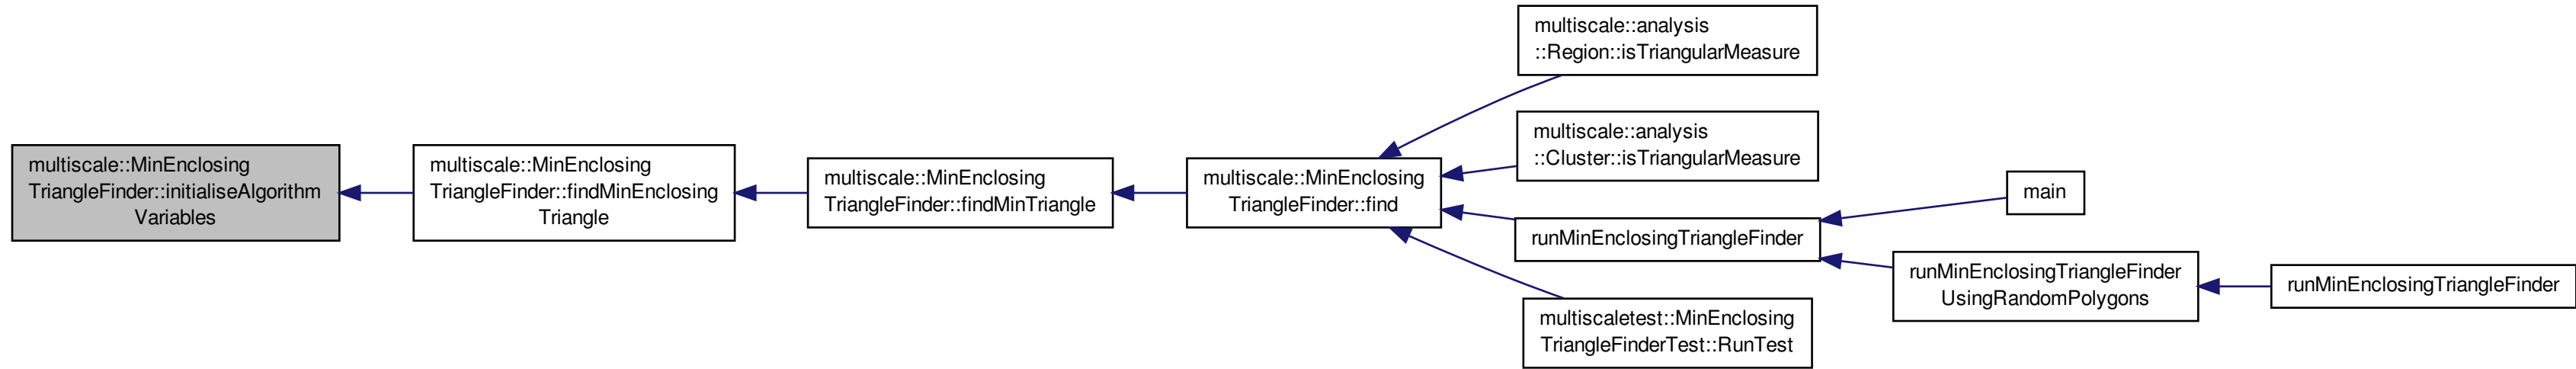 multiscale::MinEnclosing
TriangleFinder::initialiseAlgorithm
Variables
multiscale::MinEnclosing
TriangleFinder::findMinEnclosing
Triangle
multiscale::MinEnclosing
TriangleFinder::findMinTriangle
multiscale::MinEnclosing
TriangleFinder::find
multiscale::analysis
::Region::isTriangularMeasure
multiscale::analysis
::Cluster::isTriangularMeasure
runMinEnclosingTriangleFinder
multiscaletest::MinEnclosing
TriangleFinderTest::RunTest
main
runMinEnclosingTriangleFinder
UsingRandomPolygons
runMinEnclosingTriangleFinder